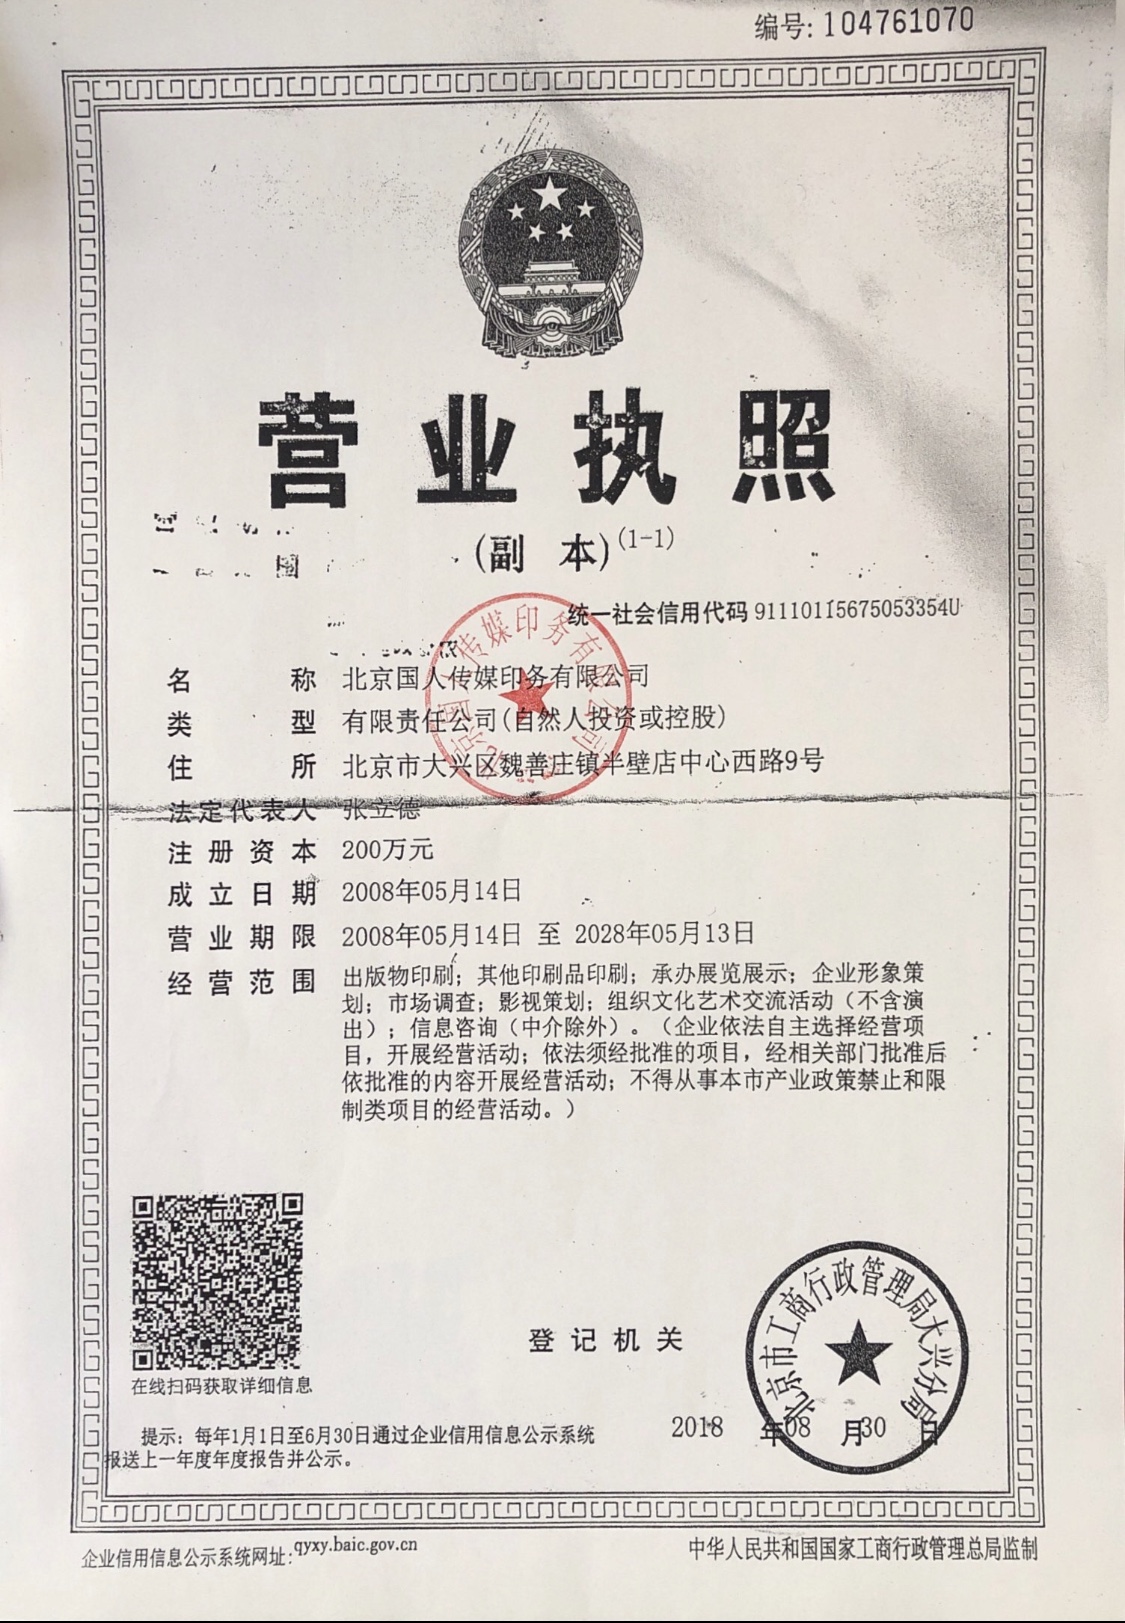 编号: 104761070
营业执照
(副 本)(1-1)
统一社会信用代码 91110115675053354U
名 称 北京国人传媒印务有限公司
类 型 有限责任公司(自然人投资或控股)
住 所 北京市大兴区魏善庄镇半壁店中心西路9号
法定代表人 张立德
注册资本 200万元
成立日期 2008年05月14日
营业期限 2008年05月14日 至 2028年05月13日
经营范围 出版物印刷；其他印刷品印刷；承办展览展示；企业形象策
划；市场调查；影视策划；组织文化艺术交流活动（不含演
出）；信息咨询（中介除外）。（企业依法自主选择经营项
目，开展经营活动；依法须经批准的项目，经相关部门批准后
依批准的内容开展经营活动；不得从事本市产业政策禁止和限
制类项目的经营活动。）
北京国人传媒印务有限公司
在线扫码获取详细信息
登记机关
北京市工商行政管理局大兴分局
2018 年08 月30 日
提示：每年1月1日至6月30日通过企业信用信息公示系统
报送上一年度年度报告并公示。
企业信用信息公示系统网址：qyxy.baic.gov.cn
中华人民共和国国家工商行政管理总局监制